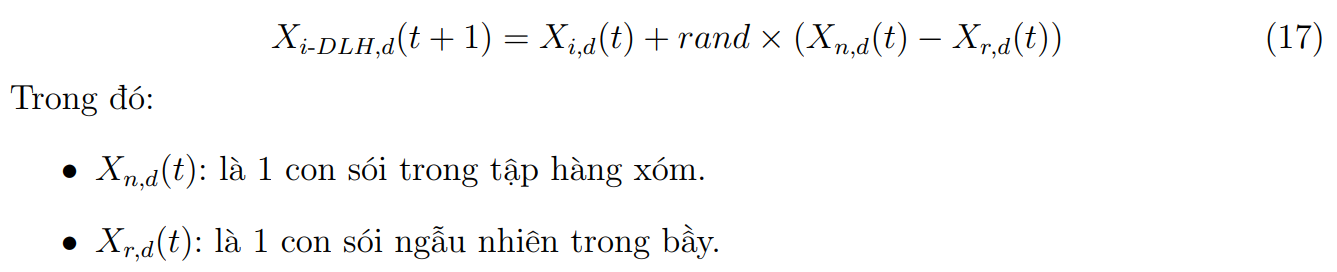 X_{i-DLH,d}(t + 1) = X_{i,d}(t) + rand × (X_{n,d}(t) − X_{r,d}(t)) (17)
Trong đó:
• X_{n,d}(t): là 1 con sói trong tập hàng xóm.
• X_{r,d}(t): là 1 con sói ngẫu nhiên trong bầy.